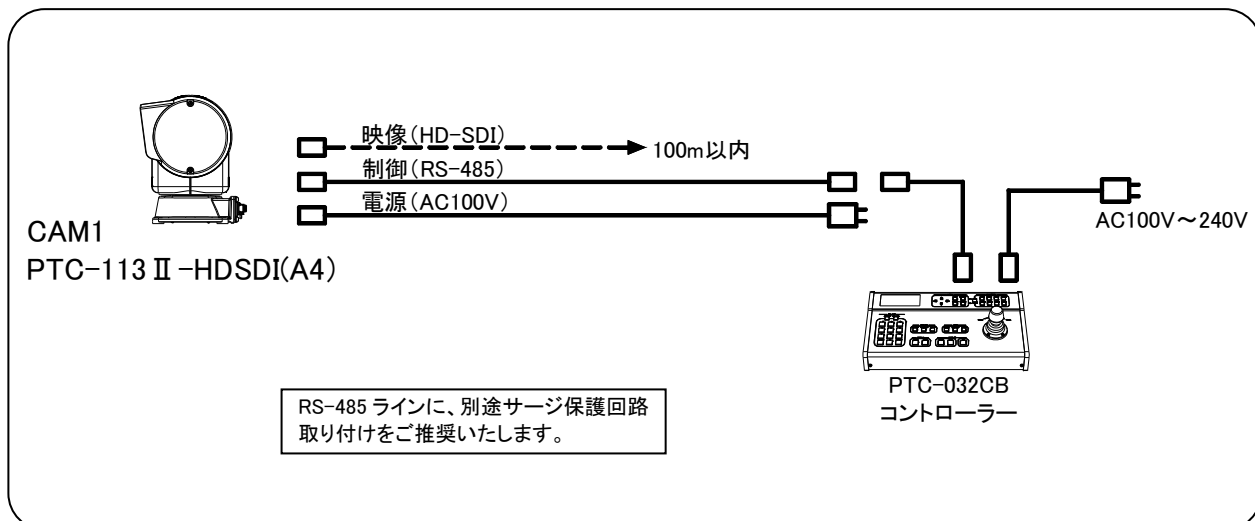 映像(HD-SDI)
100m以内
制御(RS-485)
電源(AC100V)
AC100V～240V
CAM1
PTC-113Ⅱ-HDSDI(A4)
PTC-032CB
コントローラー
RS-485 ラインに、別途サージ保護回路
取り付けをご推奨いたします。